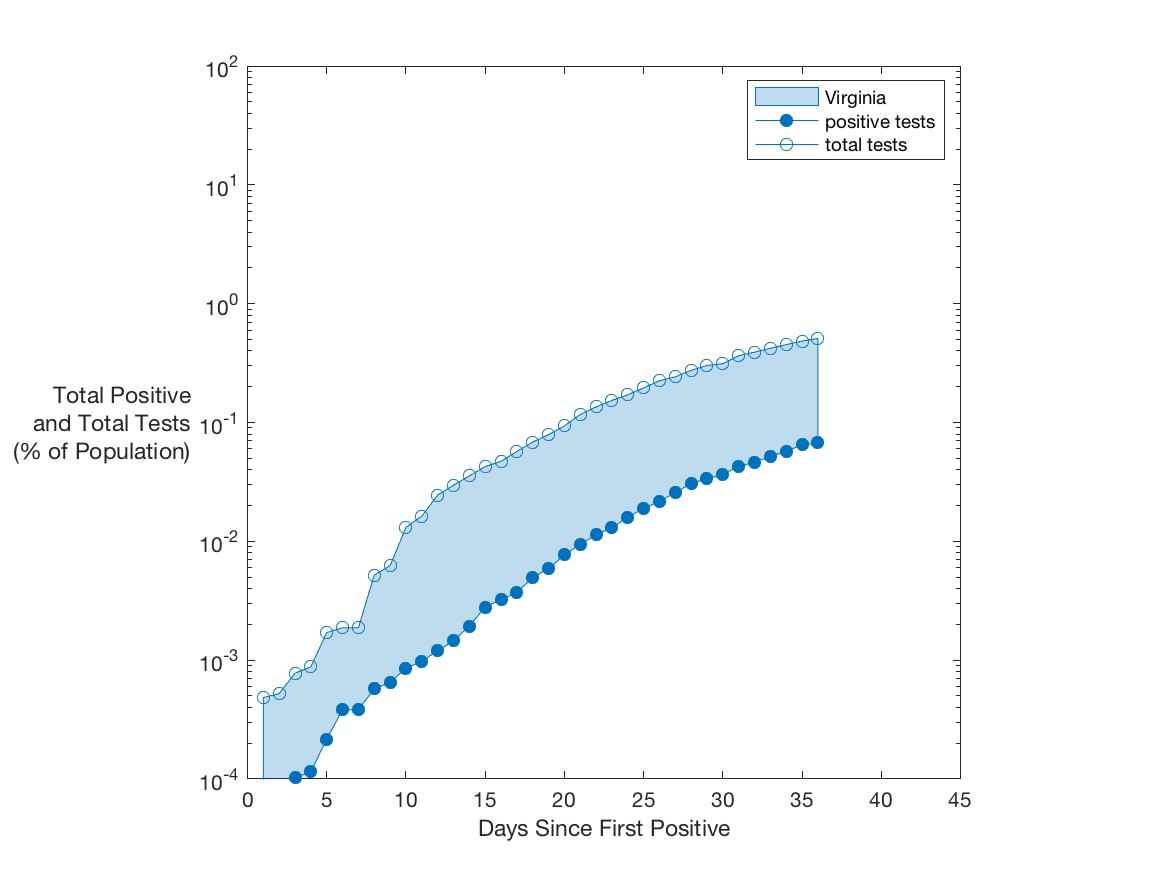 10^2
10^1
10^0
10^-1
10^-2
10^-3
10^-4
Total Positive
and Total Tests
(% of Population)
Virginia
positive tests
total tests
0 5 10 15 20 25 30 35 40 45
Days Since First Positive